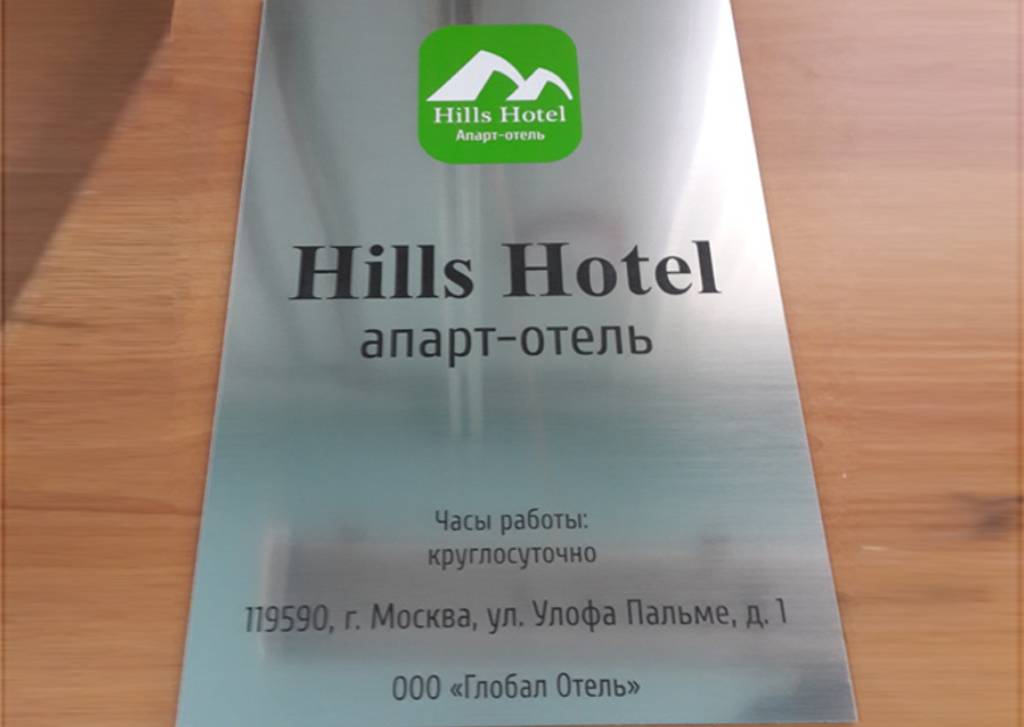 Hills Hotel
Апарт-отель
Hills Hotel
апарт-отель
Часы работы:
круглосуточно
119590, г. Москва, ул. Улофа Пальме, д. 1
ООО «Глобал Отель»